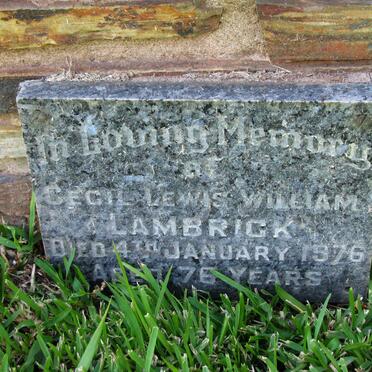 In Loving Memory
OF
CECIL LEWIS WILLIAM
LAMBRICK
DIED 4TH JANUARY 1976
AGED 76 YEARS